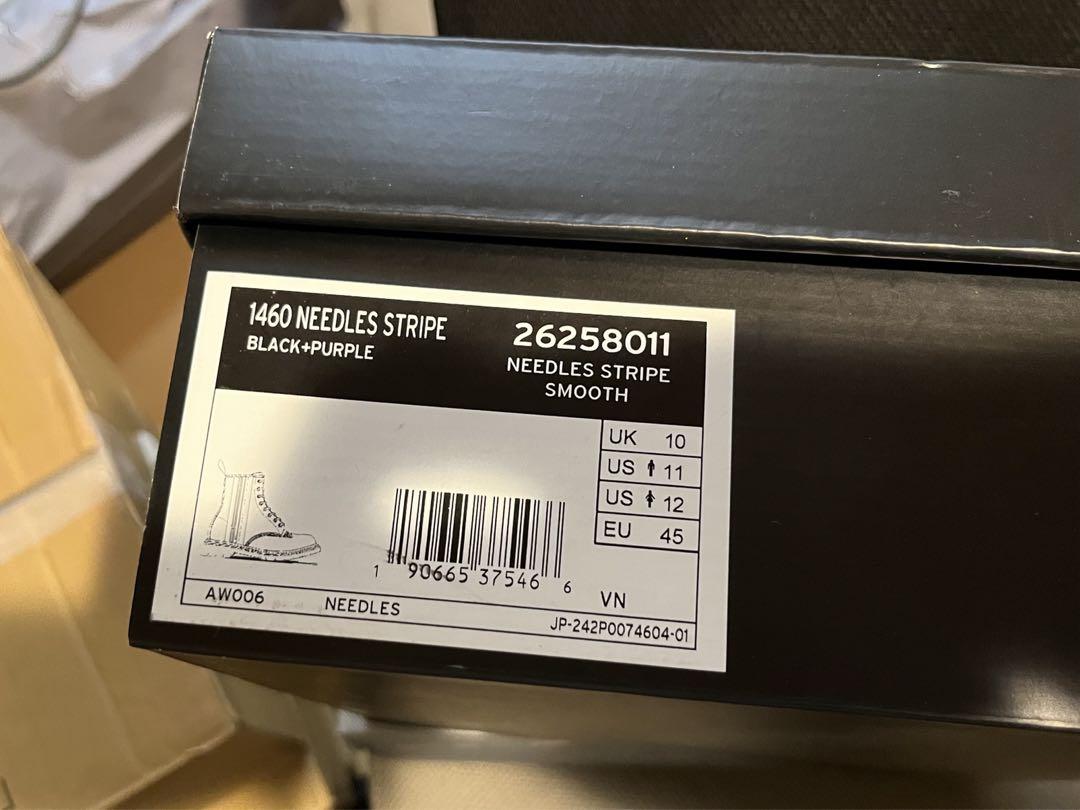 1460 NEEDLES STRIPE
BLACK+PURPLE
26258011
NEEDLES STRIPE
SMOOTH
UK 10
US 11
US 12
EU 45
1 90665 37546 6
VN
AW006 NEEDLES
JP-242P0074604-01